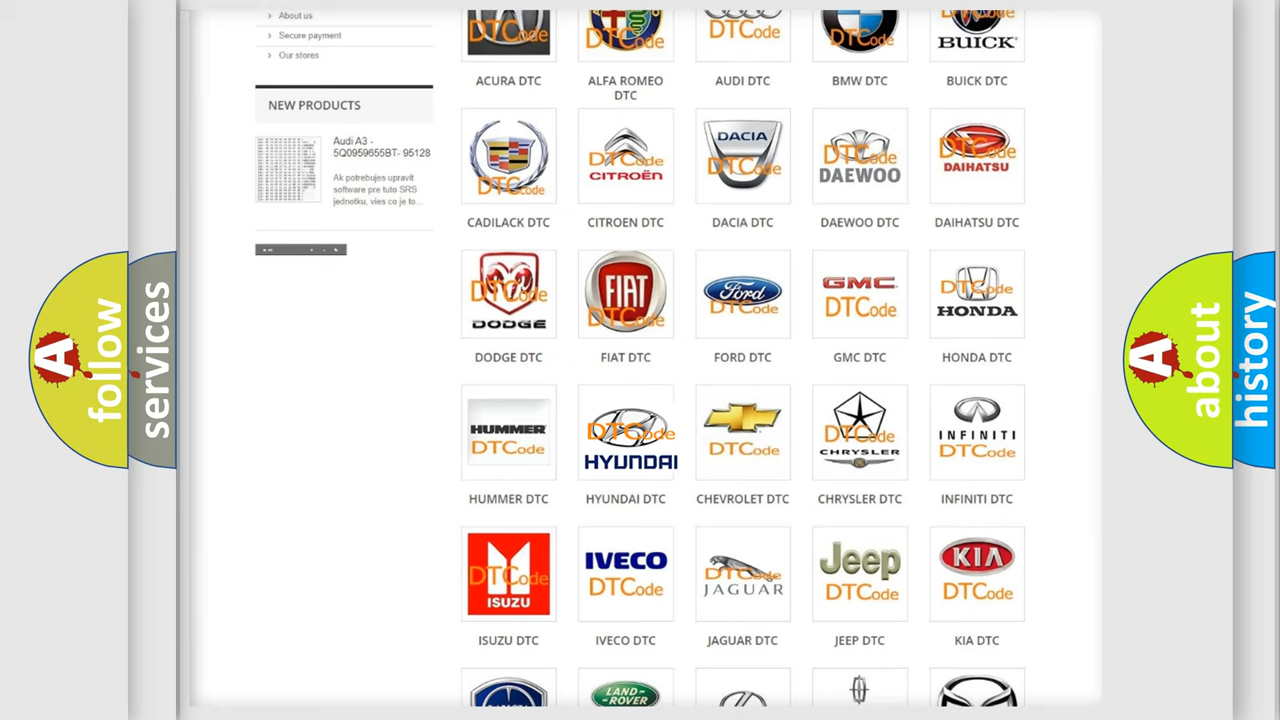 About us
Secure payment
Our stores
NEW PRODUCTS
Audi A3 -
5Q0959655BT- 95128
Ak potrebujes upravit
software pre tuto SRS
jednotku, vies co je to...
DTCode DTCode DTCode DTCode BUICK
ACURA DTC ALFA ROMEO DTC AUDI DTC BMW DTC BUICK DTC
DTCode
DTCode CITROËN
DACIA DTCode
DTCode DAEWOO
DTCode DAIHATSU
CADILACK DTC CITROEN DTC DACIA DTC DAEWOO DTC DAIHATSU DTC
DTCode DODGE
FIAT DTCode
Ford DTCode
GMC DTCode
DTCode HONDA
DODGE DTC FIAT DTC FORD DTC GMC DTC HONDA DTC
HUMMER DTCode
DTCode HYUNDAI
DTCode
DTCode CHRYSLER
INFINITI DTCode
HUMMER DTC HYUNDAI DTC CHEVROLET DTC CHRYSLER DTC INFINITI DTC
DTCode ISUZU
IVECO DTCode
DTCode JAGUAR
Jeep DTCode
KIA DTCode
ISUZU DTC IVECO DTC JAGUAR DTC JEEP DTC KIA DTC
LAND-
ROVER
A follow
services
A about
history